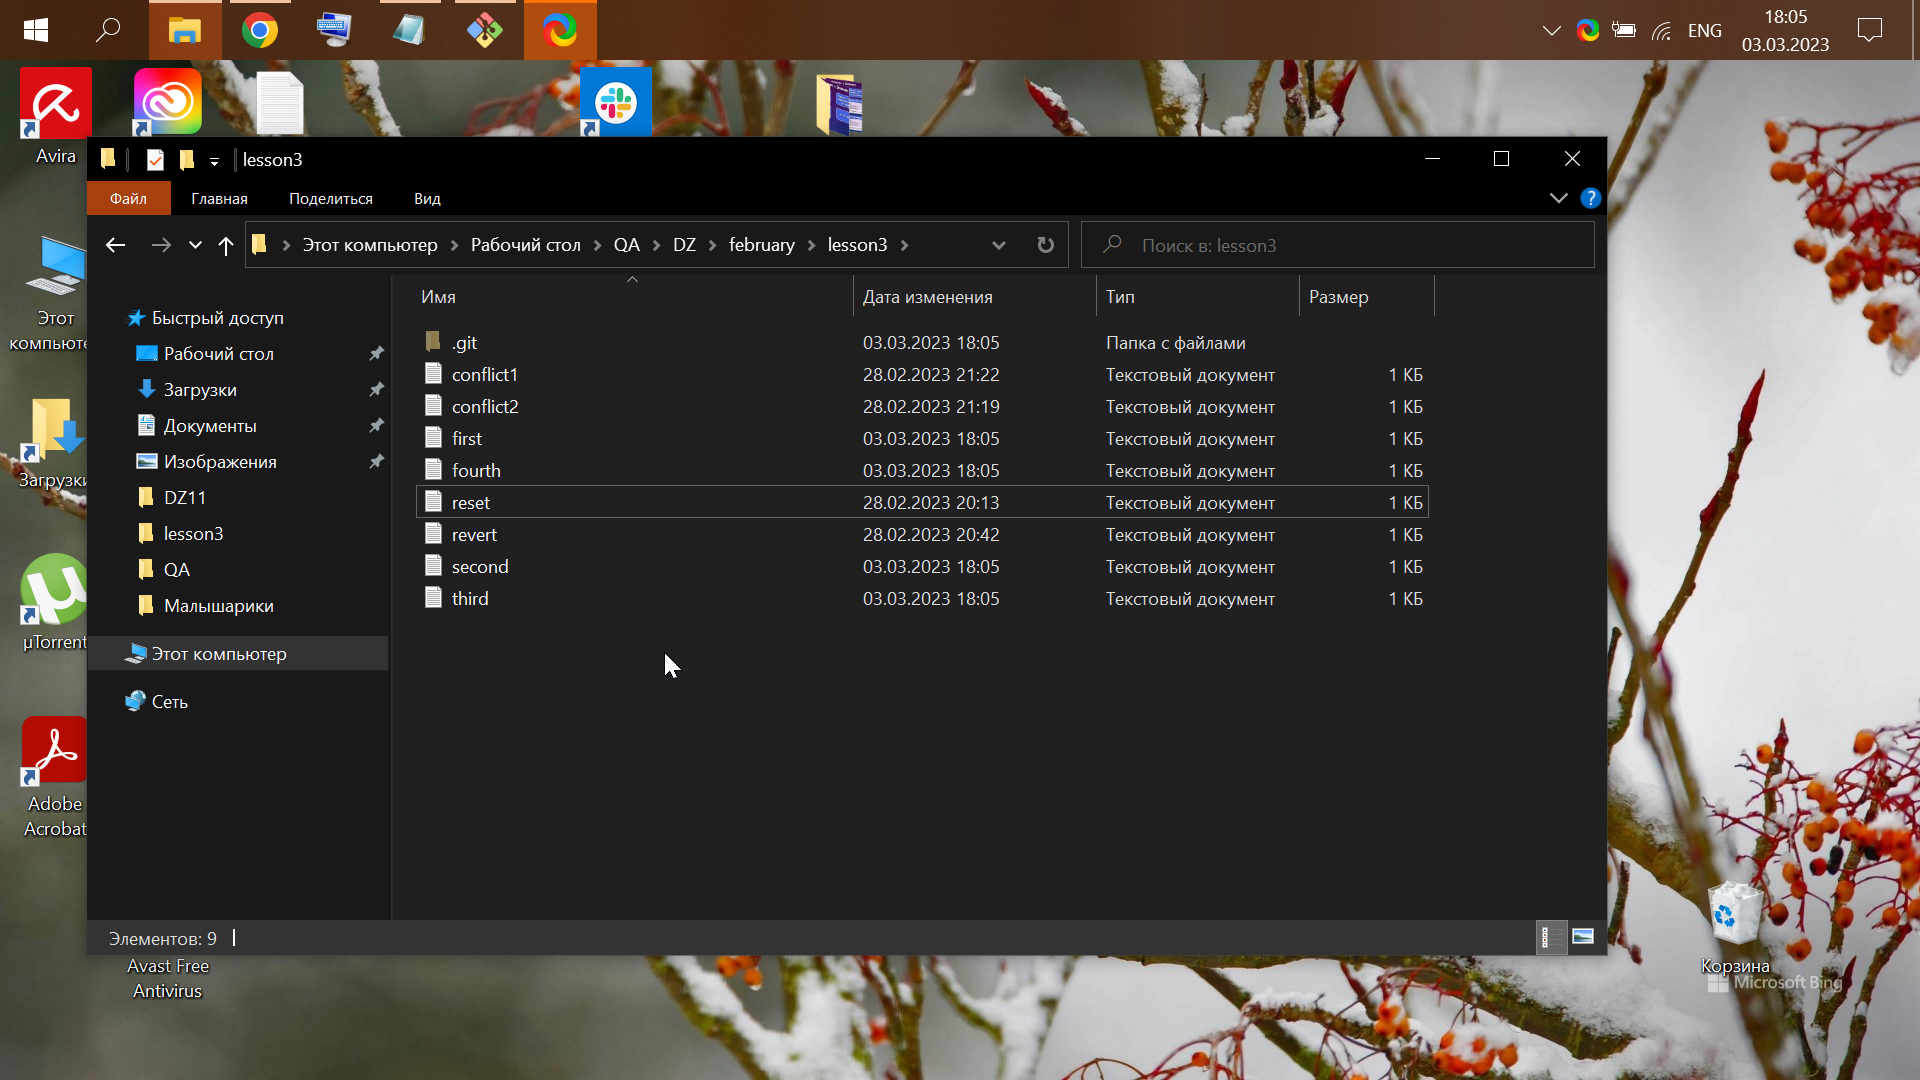 ENG
18:05
03.03.2023
Avira
lesson3
Файл
Главная
Поделиться
Вид
Этот компьютер
Рабочий стол
QA
DZ
february
lesson3
Поиск в: lesson3
Этот
компьюте
Загрузки
µTorrent
Adobe
Acrobat
Быстрый доступ
Рабочий стол
Загрузки
Документы
Изображения
DZ11
lesson3
QA
Малышарики
Этот компьютер
Сеть
Имя Дата изменения Тип Размер
.git 03.03.2023 18:05 Папка с файлами
conflict1 28.02.2023 21:22 Текстовый документ 1 КБ
conflict2 28.02.2023 21:19 Текстовый документ 1 КБ
first 03.03.2023 18:05 Текстовый документ 1 КБ
fourth 03.03.2023 18:05 Текстовый документ 1 КБ
reset 28.02.2023 20:13 Текстовый документ 1 КБ
revert 28.02.2023 20:42 Текстовый документ 1 КБ
second 03.03.2023 18:05 Текстовый документ 1 КБ
third 03.03.2023 18:05 Текстовый документ 1 КБ
Элементов: 9
Avast Free
Antivirus
Корзина
Microsoft Bing